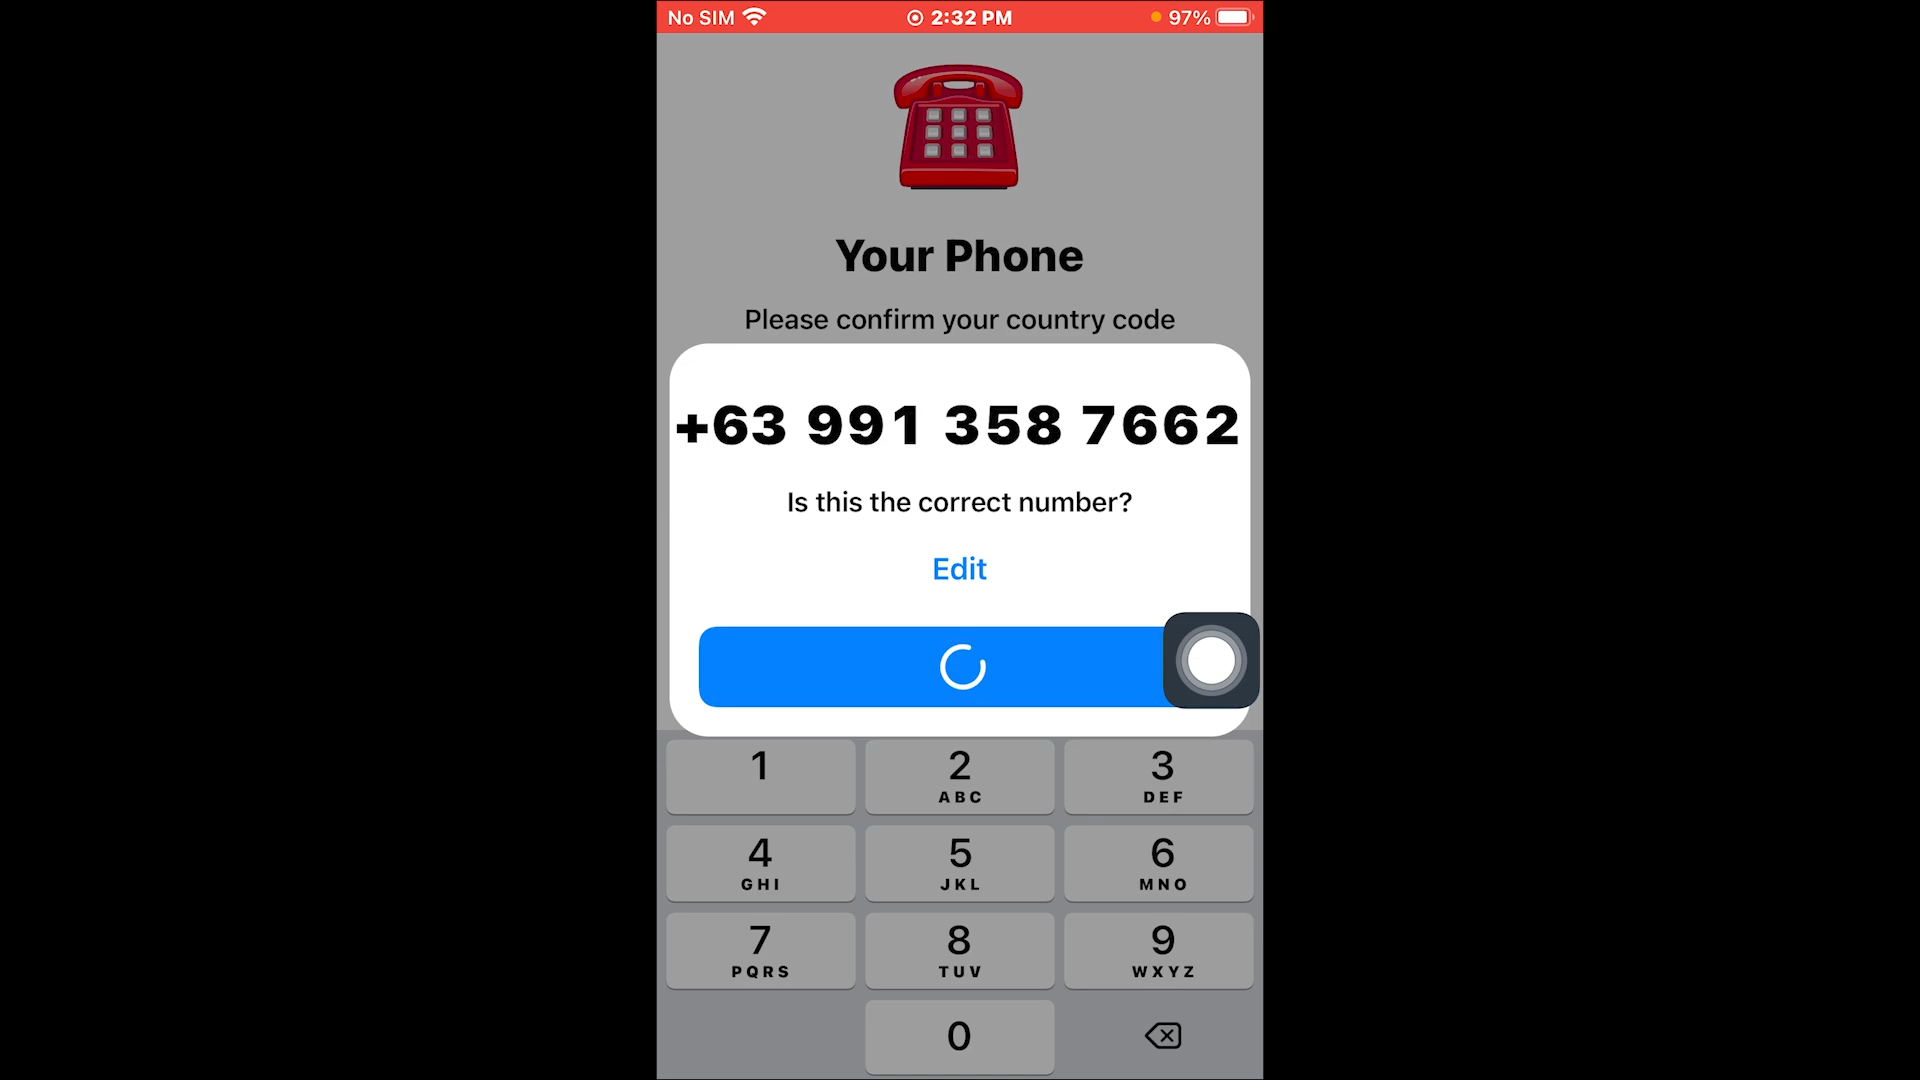 No SIM 2:32 PM 97%
Your Phone
Please confirm your country code
+63 991 358 7662
Is this the correct number?
Edit
1 2 3
ABC DEF
4 5 6
GHI JKL MNO
7 8 9
PQRS TUV WXYZ
0